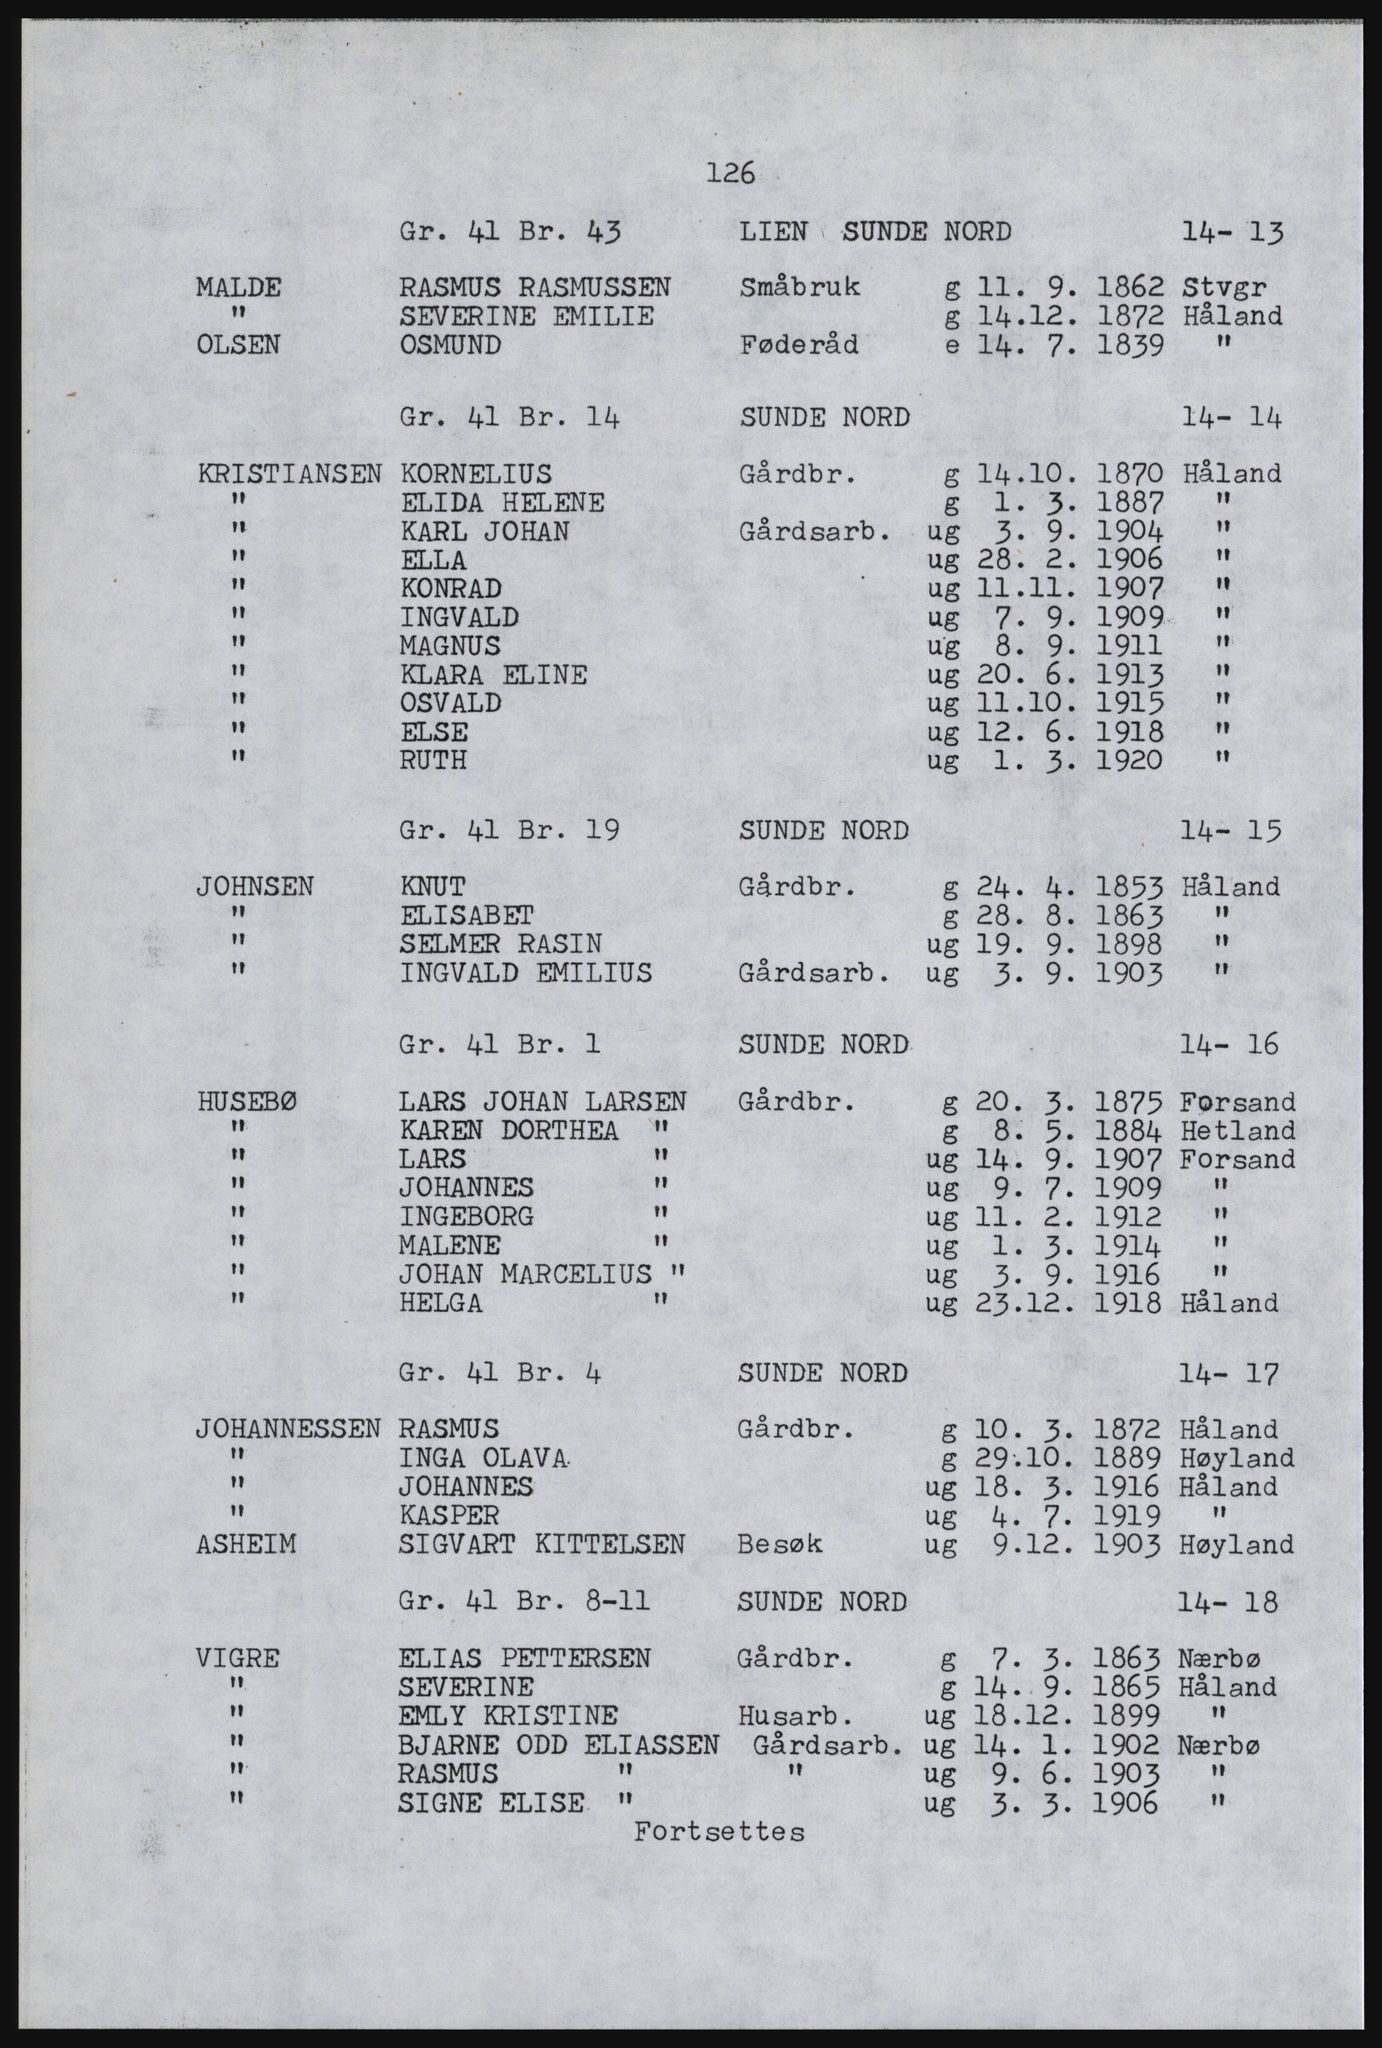 126
Gr. 41 Br. 43 LIEN SUNDE NORD 14- 13
MALDE RASMUS RASMUSSEN Småbruk g 11. 9. 1862 Stvgr
" SEVERINE EMILIE g 14.12. 1872 Håland
OLSEN OSMUND Føderåd e 14. 7. 1839 "
Gr. 41 Br. 14 SUNDE NORD 14- 14
KRISTIANSEN KORNELIUS Gårdbr. g 14.10. 1870 Håland
" ELIDA HELENE g 1. 3. 1887 "
" KARL JOHAN Gårdsarb. ug 3. 9. 1904 "
" ELLA ug 28. 2. 1906 "
" KONRAD ug 11.11. 1907 "
" INGVALD ug 7. 9. 1909 "
" MAGNUS ug 8. 9. 1911 "
" KLARA ELINE ug 20. 6. 1913 "
" OSVALD ug 11.10. 1915 "
" ELSE ug 12. 6. 1918 "
" RUTH ug 1. 3. 1920 "
Gr. 41 Br. 19 SUNDE NORD 14- 15
JOHNSEN KNUT Gårdbr. g 24. 4. 1853 Håland
" ELISABET g 28. 8. 1863 "
" SELMER RASIN ug 19. 9. 1898 "
" INGVALD EMILIUS Gårdsarb. ug 3. 9. 1903 "
Gr. 41 Br. 1 SUNDE NORD 14- 16
HUSEBØ LARS JOHAN LARSEN Gårdbr. g 20. 3. 1875 Forsand
" KAREN DORTHEA " g 8. 5. 1884 Hetland
" LARS " ug 14. 9. 1907 Forsand
" JOHANNES " ug 9. 7. 1909 "
" INGEBORG " ug 11. 2. 1912 "
" MALENE " ug 1. 3. 1914 "
" JOHAN MARCELIUS " ug 3. 9. 1916 "
" HELGA " ug 23.12. 1918 Håland
Gr. 41 Br. 4 SUNDE NORD 14- 17
JOHANNESSEN RASMUS Gårdbr. g 10. 3. 1872 Håland
" INGA OLAVA g 29.10. 1889 Høyland
" JOHANNES ug 18. 3. 1916 Håland
" KASPER ug 4. 7. 1919 "
ASHEIM SIGVART KITTELSEN Besøk ug 9.12. 1903 Høyland
Gr. 41 Br. 8-11 SUNDE NORD 14- 18
VIGRE ELIAS PETTERSEN Gårdbr. g 7. 3. 1863 Nærbø
" SEVERINE g 14. 9. 1865 Håland
" EMLY KRISTINE Husarb. ug 18.12. 1899 "
" BJARNE ODD ELIASSEN Gårdsarb. ug 14. 1. 1902 Nærbø
" RASMUS " " ug 9. 6. 1903 "
" SIGNE ELISE " ug 3. 3. 1906 "
Fortsettes